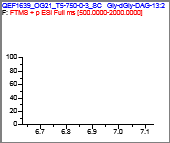 QEF1639_OG21_T5-750-0-3_SC Gly-dGly-DAG-13:2
F: FTMS + p ESI Full ms [500.0000-2000.0000]
100
80
60
40
20
0
6.7 6.8 6.9 7.0 7.1